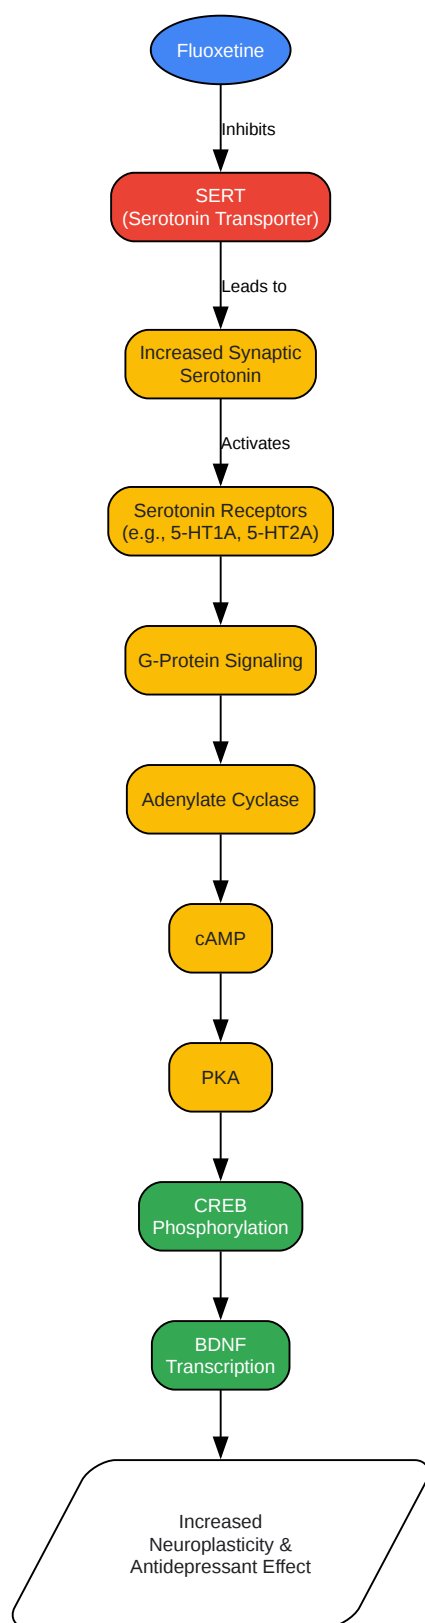 Fluoxetine
Inhibits
SERT
(Serotonin Transporter)
Leads to
Increased Synaptic
Serotonin
Activates
Serotonin Receptors
(e.g., 5-HT1A, 5-HT2A)
G-Protein Signaling
Adenylate Cyclase
cAMP
PKA
CREB
Phosphorylation
BDNF
Transcription
Increased
Neuroplasticity &
Antidepressant Effect